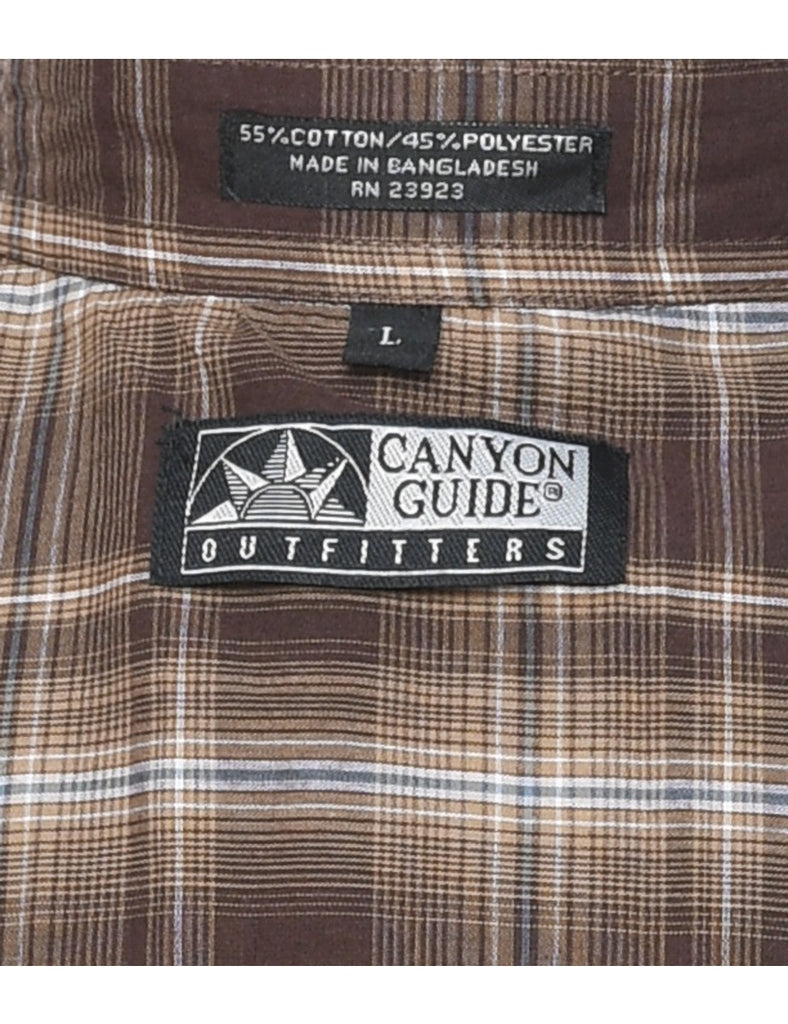 55%COTTON/45%POLYESTER
MADE IN BANGLADESH
RN 23923
L
CANYON
GUIDE®
OUTFITTERS